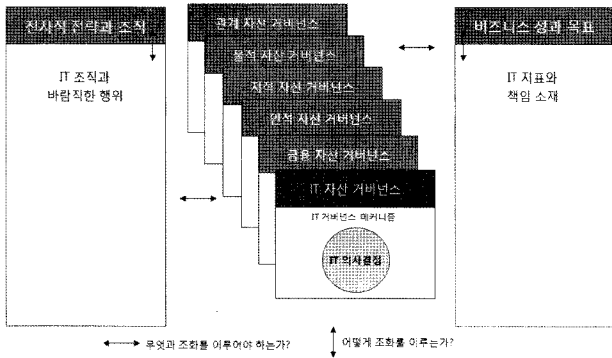 전사적 전략과 조직
IT 조직과
바람직한 행위
관계 자산 거버넌스
물적 자산 거버넌스
지적 자산 거버넌스
인적 자산 거버넌스
금융 자산 거버넌스
IT 자산 거버넌스
IT 거버넌스 메커니즘
IT 의사결정
비즈니스 성과 목표
IT 지표와
책임 소재
무엇과 조화를 이루어야 하는가?
어떻게 조화를 이루는가?